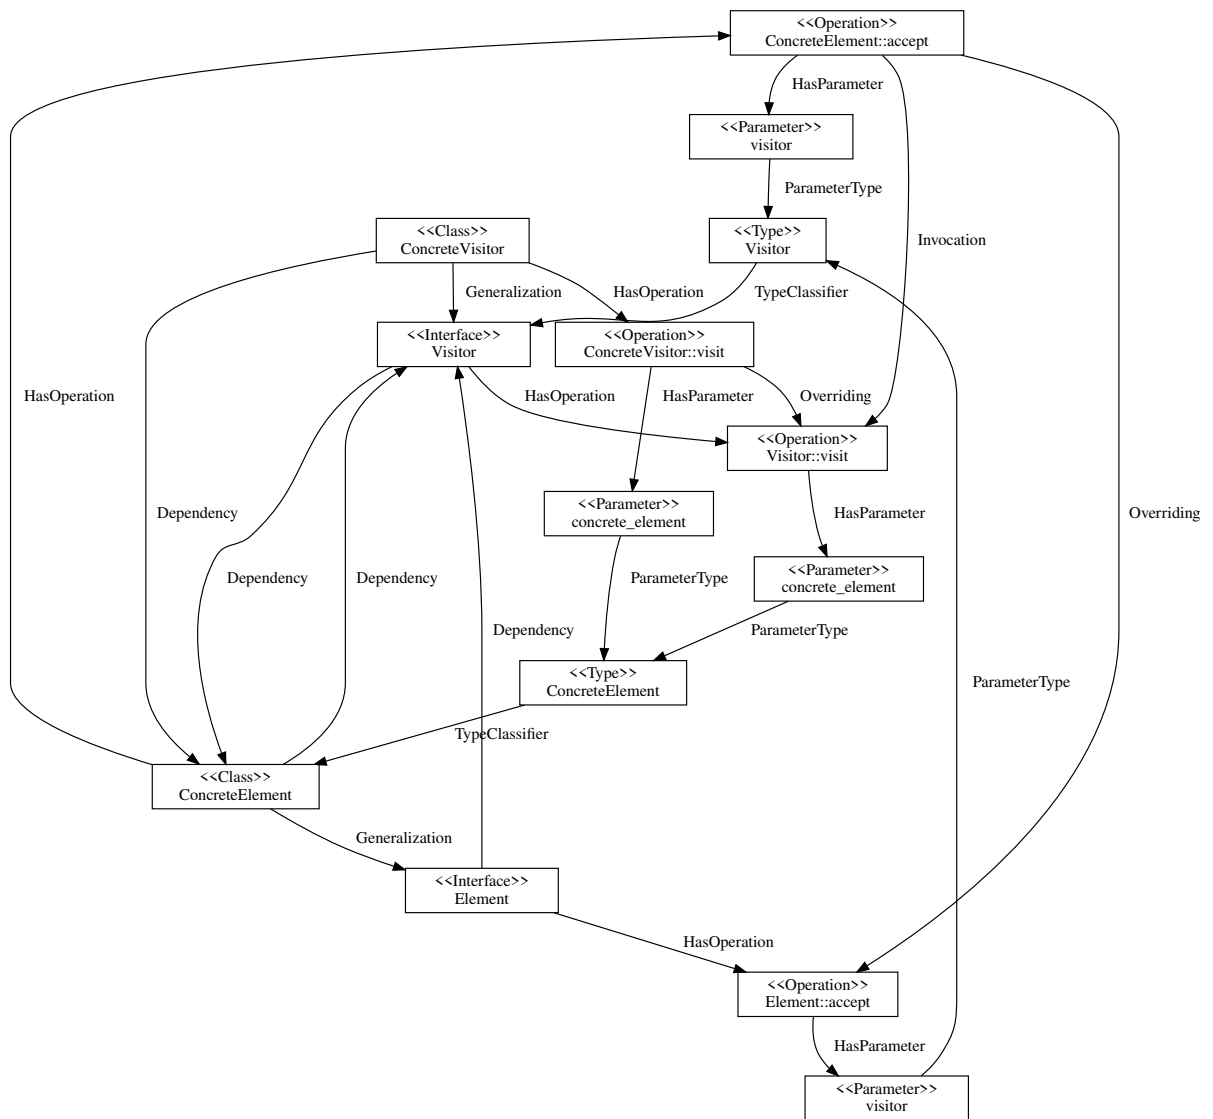 <<Operation>>
ConcreteElement::accept
HasParameter
<<Parameter>>
visitor
ParameterType
<<Class>>
ConcreteVisitor
<<Type>>
Visitor
Invocation
Generalization
HasOperation
TypeClassifier
<<Interface>>
Visitor
<<Operation>>
ConcreteVisitor::visit
HasOperation
HasOperation
HasParameter
Overriding
<<Operation>>
Visitor::visit
<<Parameter>>
concrete_element
Dependency
HasParameter
Overriding
Dependency
Dependency
ParameterType
<<Parameter>>
concrete_element
Dependency
ParameterType
<<Type>>
ConcreteElement
ParameterType
TypeClassifier
<<Class>>
ConcreteElement
Generalization
<<Interface>>
Element
HasOperation
<<Operation>>
Element::accept
HasParameter
<<Parameter>>
visitor